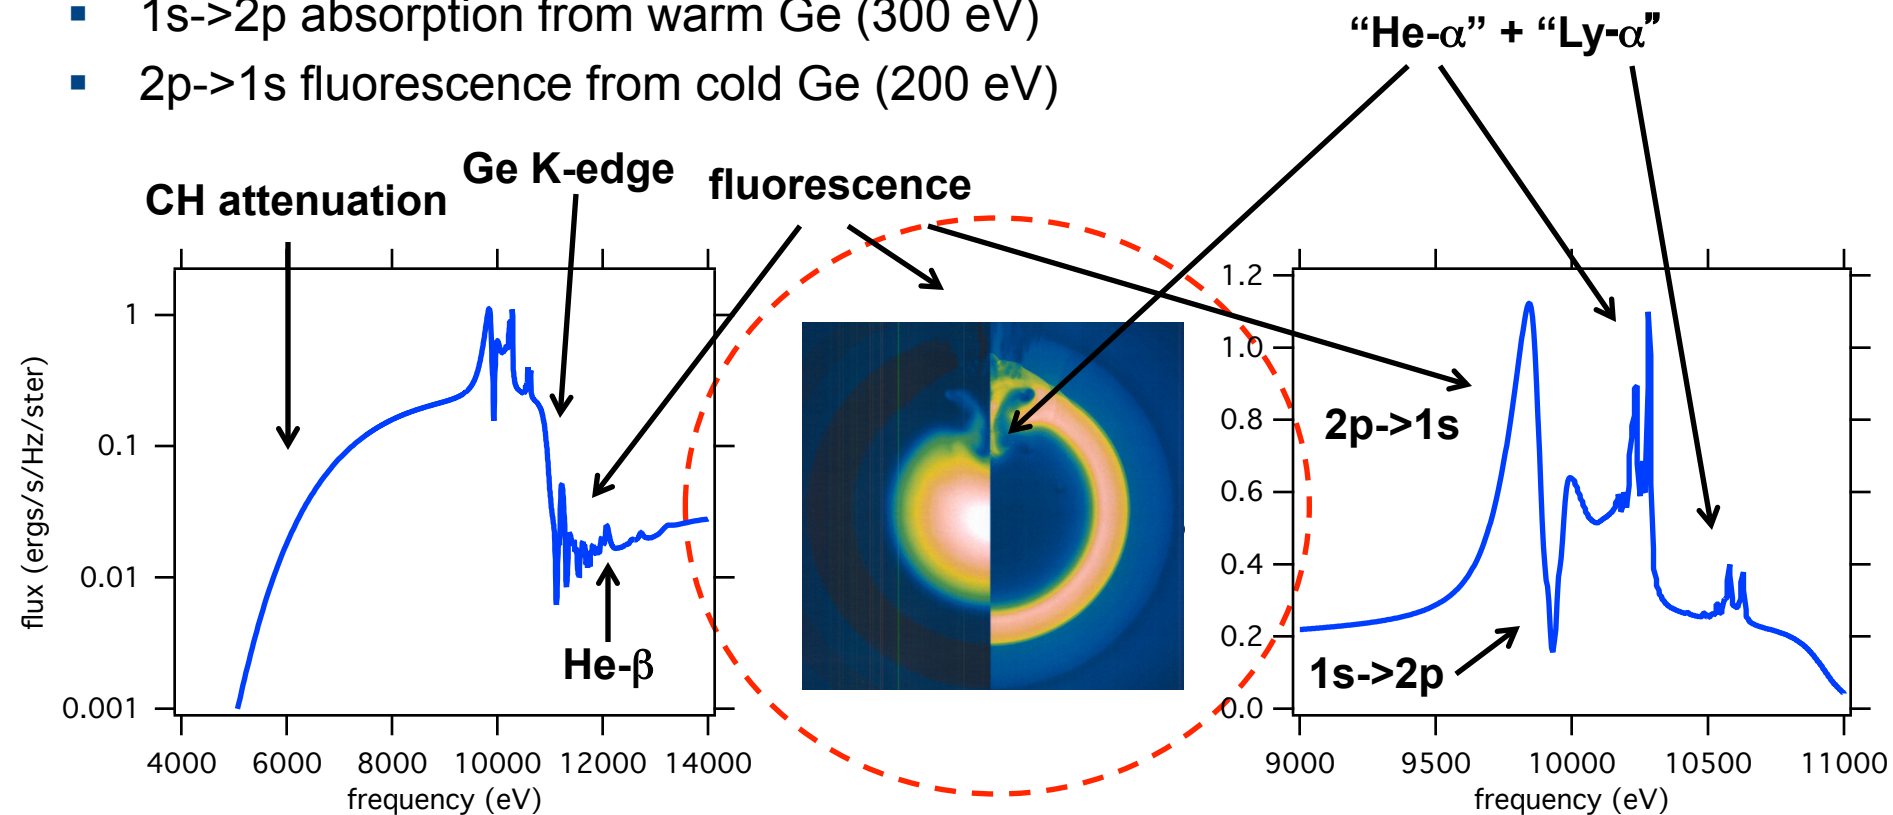 ▪ 1s->2p absorption from warm Ge (300 eV)
▪ 2p->1s fluorescence from cold Ge (200 eV)
“He-α” + “Ly-α”
CH attenuation
Ge K-edge
fluorescence
flux (ergs/s/Hz/ster)
1
0.1
0.01
0.001
He-β
4000 6000 8000 10000 12000 14000
frequency (eV)
1.2
1.0
0.8
0.6
0.4
0.2
0.0
2p->1s
1s->2p
9000 9500 10000 10500 11000
frequency (eV)